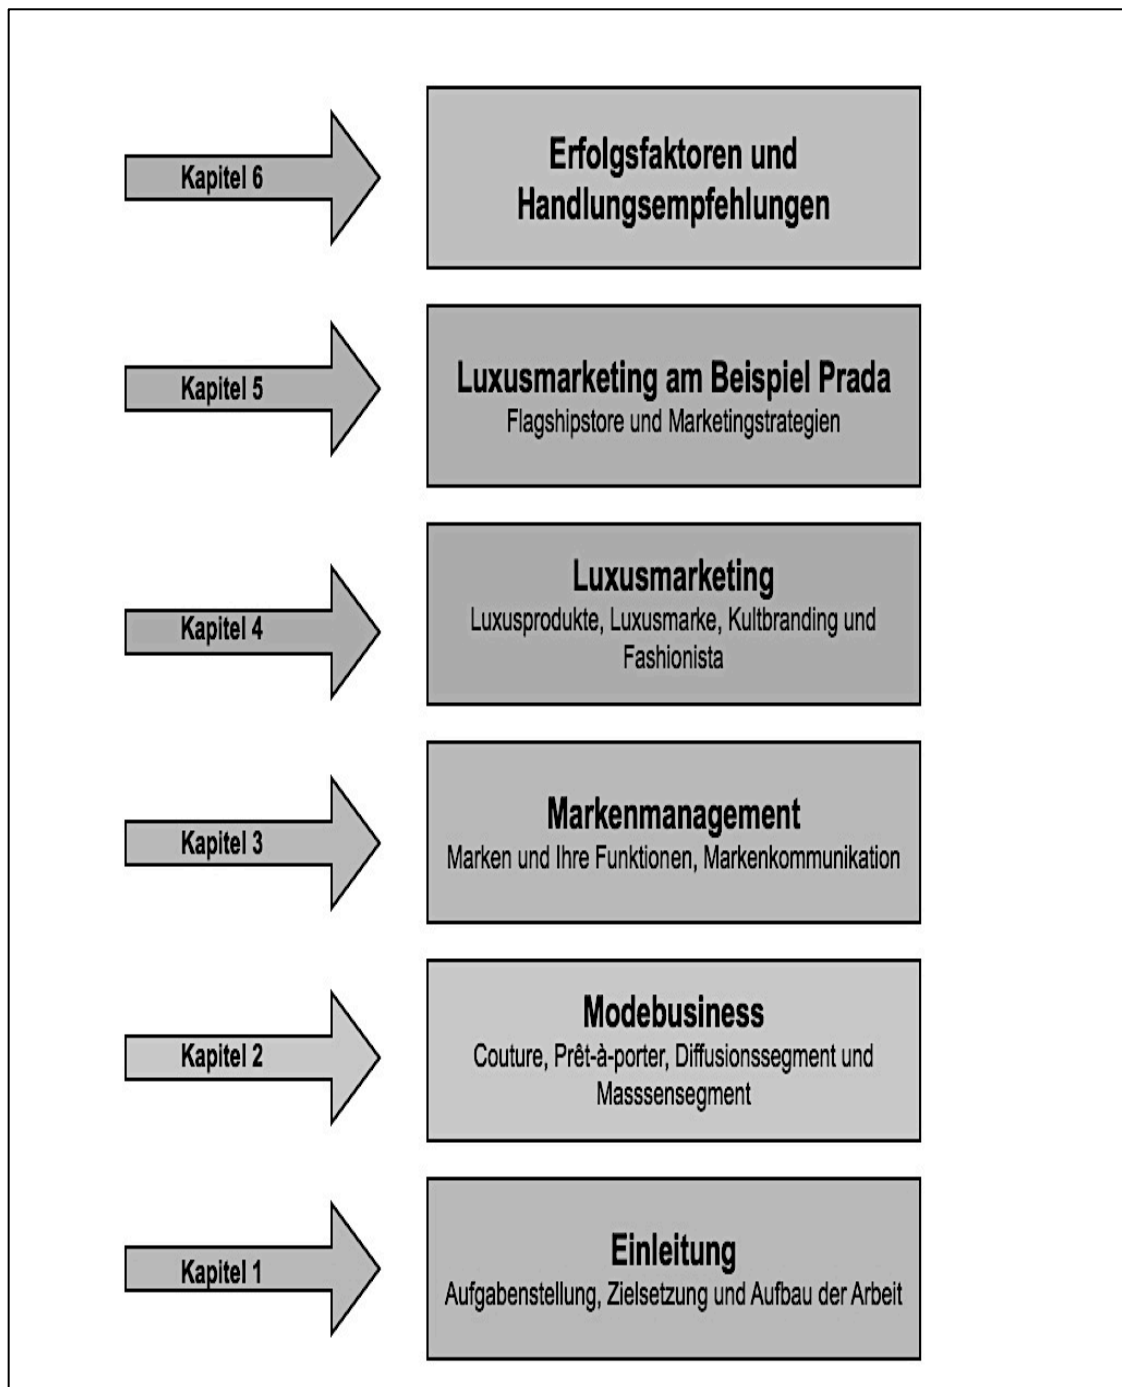 Kapitel 6
Erfolgsfaktoren und
Handlungsempfehlungen
Kapitel 5
Luxusmarketing am Beispiel Prada
Flagshipstore und Marketingstrategien
Kapitel 4
Luxusmarketing
Luxusprodukte, Luxusmarke, Kultbranding und
Fashionista
Kapitel 3
Markenmanagement
Marken und Ihre Funktionen, Markenkommunikation
Kapitel 2
Modebusiness
Couture, Prêt-à-porter, Diffusionssegment und
Masssensegment
Kapitel 1
Einleitung
Aufgabenstellung, Zielsetzung und Aufbau der Arbeit